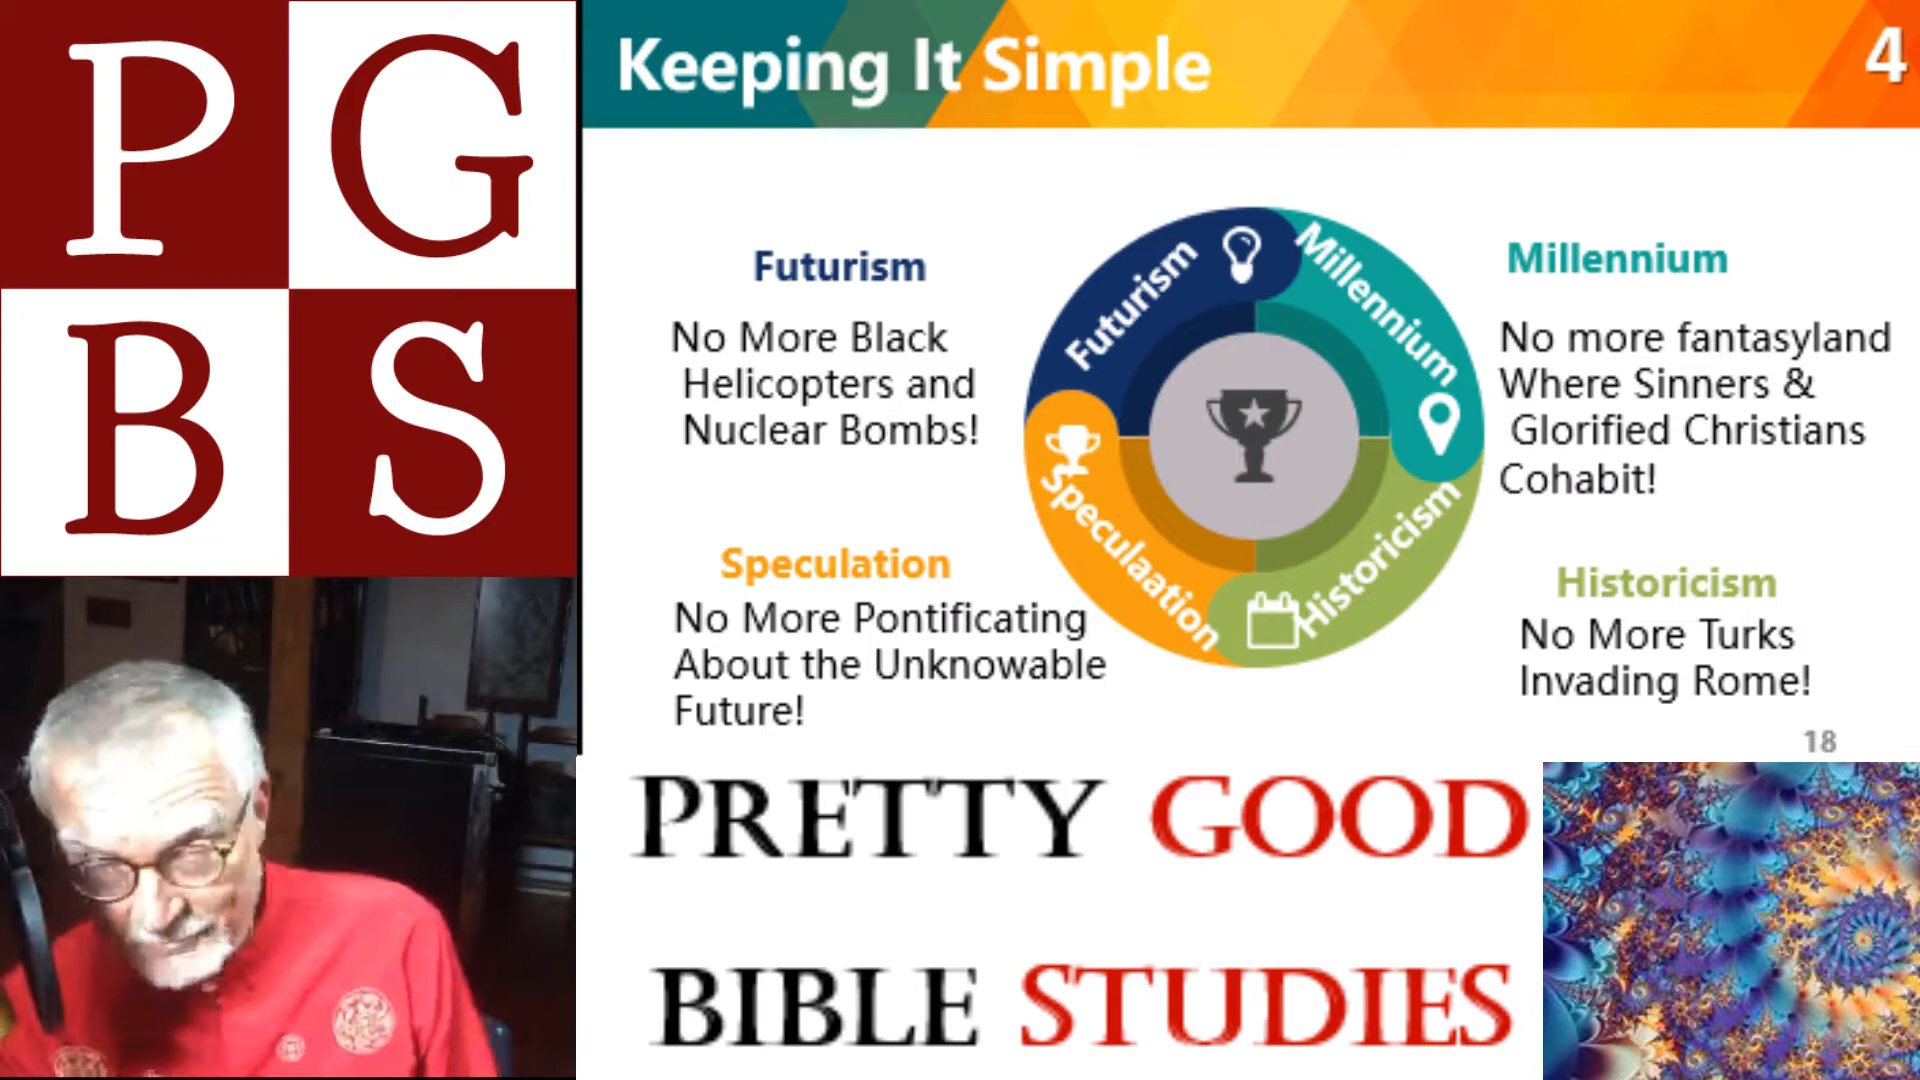 P G
B S
Keeping It Simple
4
Futurism
No More Black
Helicopters and
Nuclear Bombs!
Millennium
No more fantasyland
Where Sinners &
Glorified Christians
Cohabit!
Futurism
Millennium
Speculaation
Historicism
Speculation
No More Pontificating
About the Unknowable
Future!
Historicism
No More Turks
Invading Rome!
18
PRETTY GOOD
BIBLE STUDIES